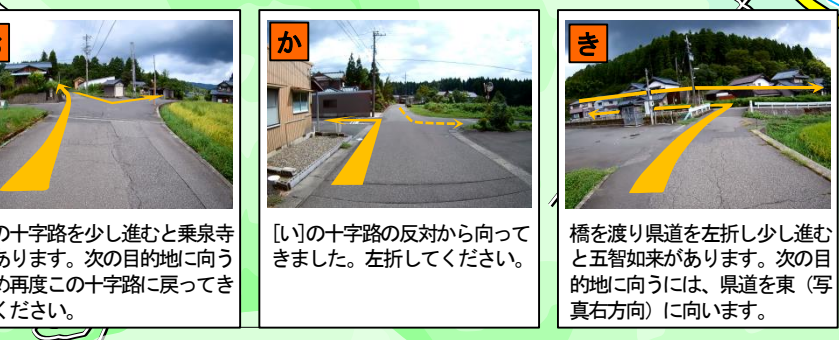 の十字路を少し進むと乗泉寺
あります。次の目的地に向う
め再度この十字路に戻ってき
ください。
か
[い]の十字路の反対から向って
きました。左折してください。
き
橋を渡り県道を左折し少し進む
と五智如来があります。次の目
的地に向うには、県道を東（写
真右方向）に向います。